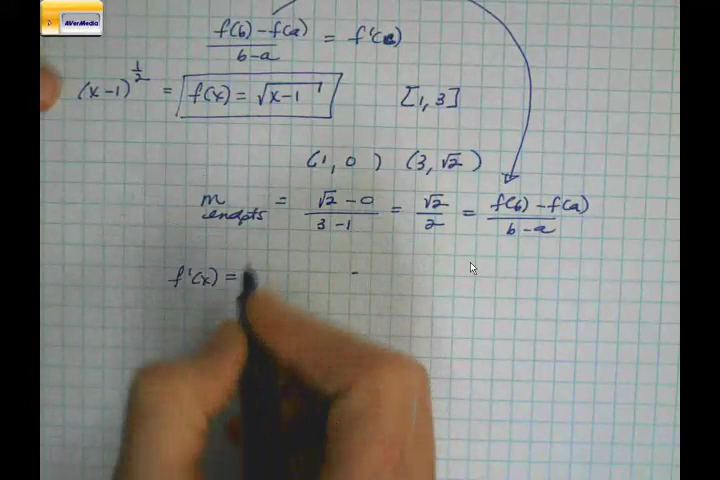 AVerMedia
f(b) - f(a) / b - a = f'(c)
(x-1)^1/2 = f(x) = √x-1 [1, 3]
(1, 0) (3, √2)
m endpts = √2 - 0 / 3 - 1 = √2 / 2 = f(b) - f(a) / b - a
f'(x) =